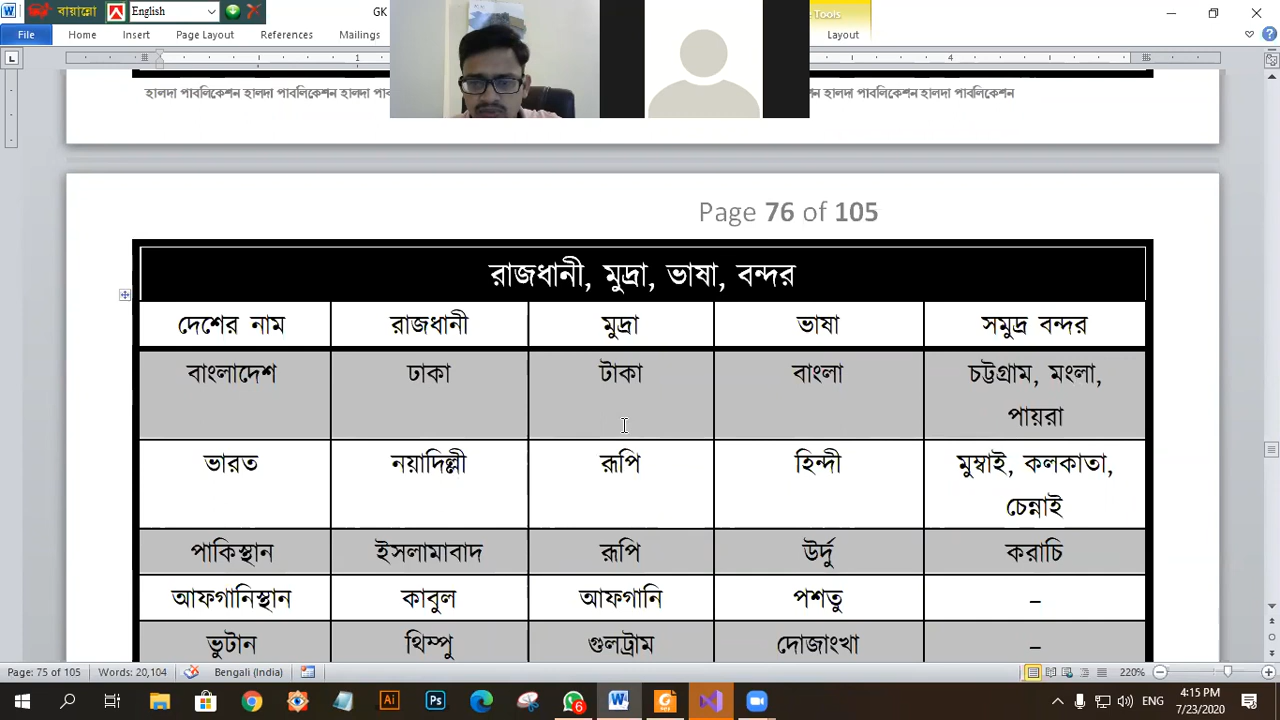 বায়ান্নো English GK
File Home Insert Page Layout References Mailings Tools Layout
1 4
হালদা পাবলিকেশন হালদা পাবলিকেশন হালদা পাব ন হালদা পাবলিকেশন হালদা পাবলিকেশন
Page 76 of 105
রাজধানী, মুদ্রা, ভাষা, বন্দর
দেশের নাম রাজধানী মুদ্রা ভাষা সমুদ্র বন্দর
বাংলাদেশ ঢাকা টাকা বাংলা চট্টগ্রাম, মংলা,
পায়রা
ভারত নয়াদিল্লী রূপি হিন্দী মুম্বাই, কলকাতা,
চেন্নাই
পাকিস্থান ইসলামাবাদ রূপি উর্দু করাচি
আফগানিস্থান কাবুল আফগানি পশতু –
ভুটান থিম্পু গুলট্রাম দোজাংখা –
Page: 75 of 105 Words: 20,104 Bengali (India) 220%
6 ENG 4:15 PM
7/23/2020